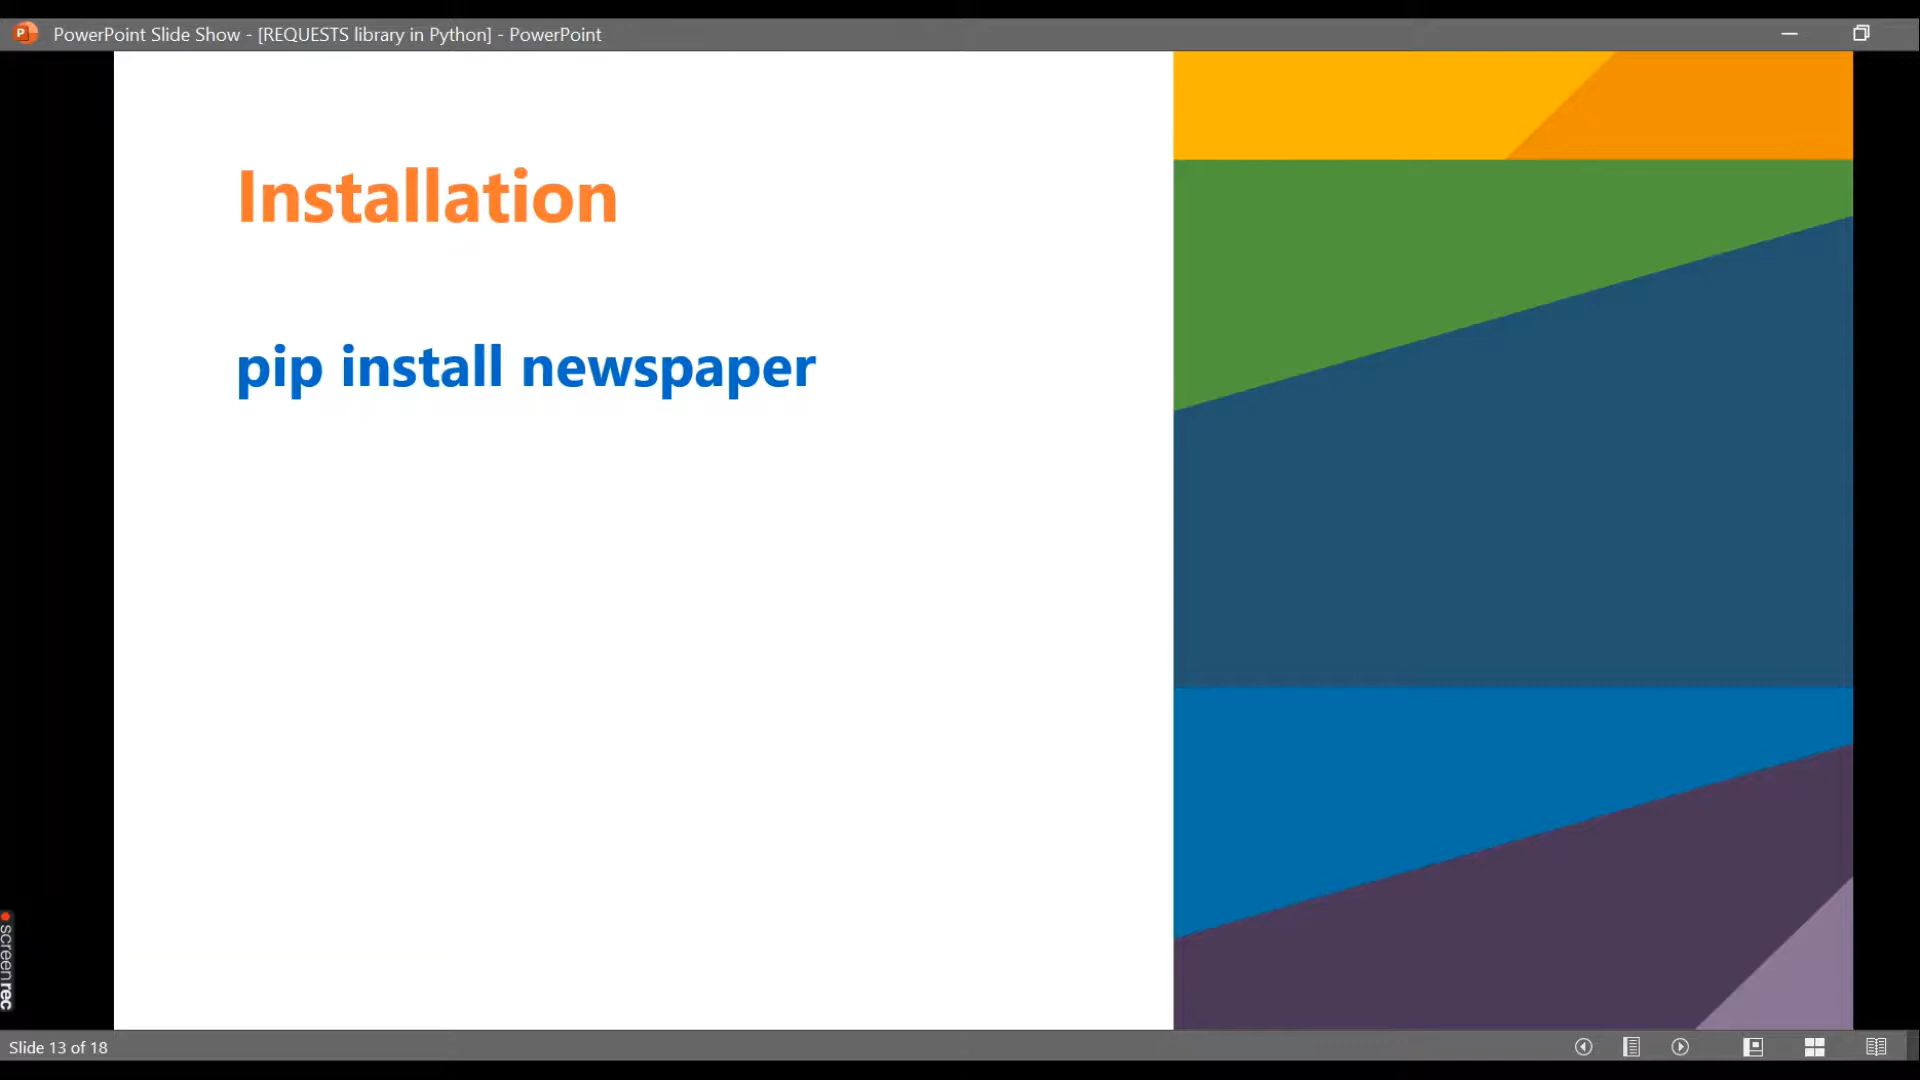 PowerPoint Slide Show - [REQUESTS library in Python] - PowerPoint
Installation
pip install newspaper
screenrec
Slide 13 of 18